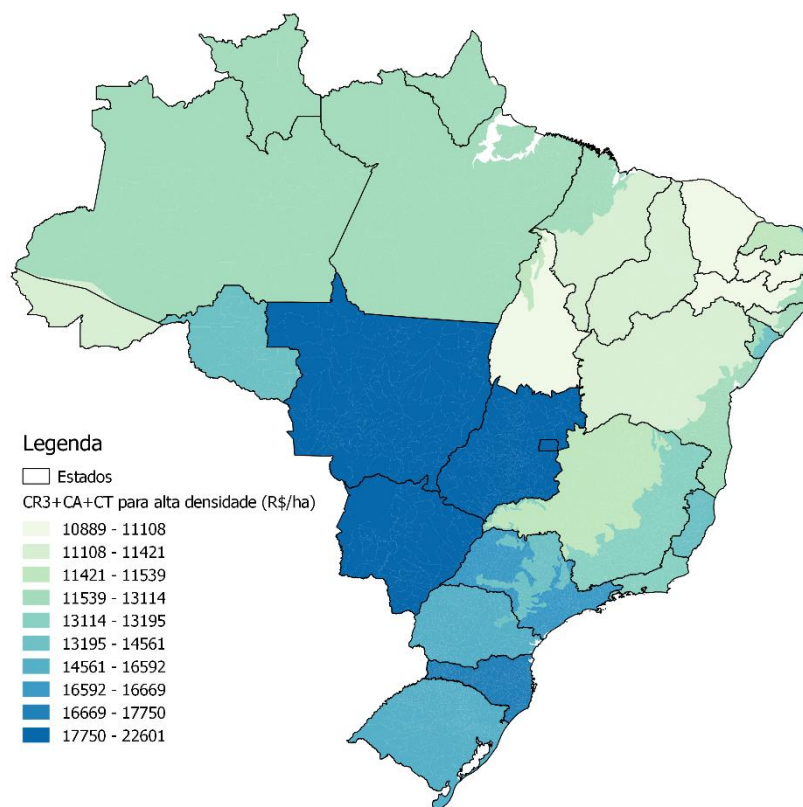 Legenda
Estados
CR3+CA+CT para alta densidade (R$/ha)
10889 - 11108
11108 - 11421
11421 - 11539
11539 - 13114
13114 - 13195
13195 - 14561
14561 - 16592
16592 - 16669
16669 - 17750
17750 - 22601